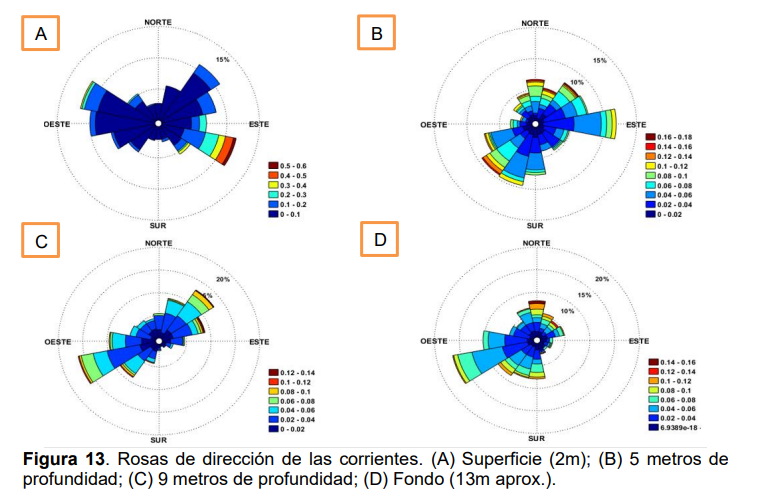 A
NORTE
15%
OESTE
ESTE
SUR
0.5 - 0.6
0.4 - 0.5
0.3 - 0.4
0.2 - 0.3
0.1 - 0.2
0 - 0.1
B
NORTE
15%
10%
OESTE
ESTE
SUR
0.16 - 0.18
0.14 - 0.16
0.12 - 0.14
0.1 - 0.12
0.08 - 0.1
0.06 - 0.08
0.04 - 0.06
0.02 - 0.04
0 - 0.02
C
NORTE
20%
OESTE
ESTE
SUR
0.12 - 0.14
0.1 - 0.12
0.08 - 0.1
0.06 - 0.08
0.04 - 0.06
0.02 - 0.04
0 - 0.02
D
NORTE
20%
15%
10%
OESTE
ESTE
SUR
0.14 - 0.16
0.12 - 0.14
0.1 - 0.12
0.08 - 0.1
0.06 - 0.08
0.04 - 0.06
0.02 - 0.04
6.9389e-18 -
Figura 13. Rosas de dirección de las corrientes. (A) Superficie (2m); (B) 5 metros de
profundidad; (C) 9 metros de profundidad; (D) Fondo (13m aprox.).